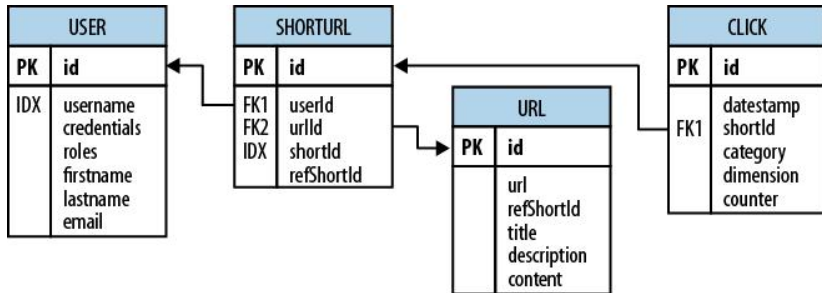 USER
PK id
IDX username
credentials
roles
firstname
lastname
email
SHORTURL
PK id
FK1 userId
FK2 urlId
IDX shortId
refShortId
URL
PK id
url
refShortId
title
description
content
CLICK
PK id
datestamp
FK1 shortId
category
dimension
counter